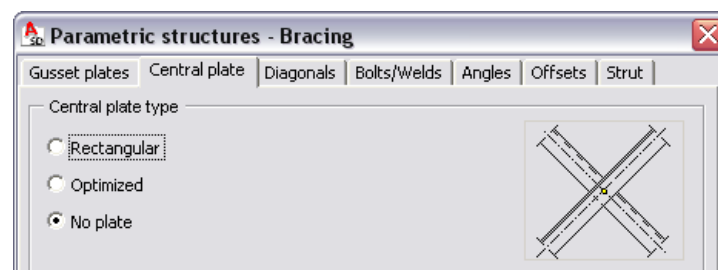 Parametric structures - Bracing
Gusset plates Central plate Diagonals Bolts/Welds Angles Offsets Strut
Central plate type
Rectangular
Optimized
No plate